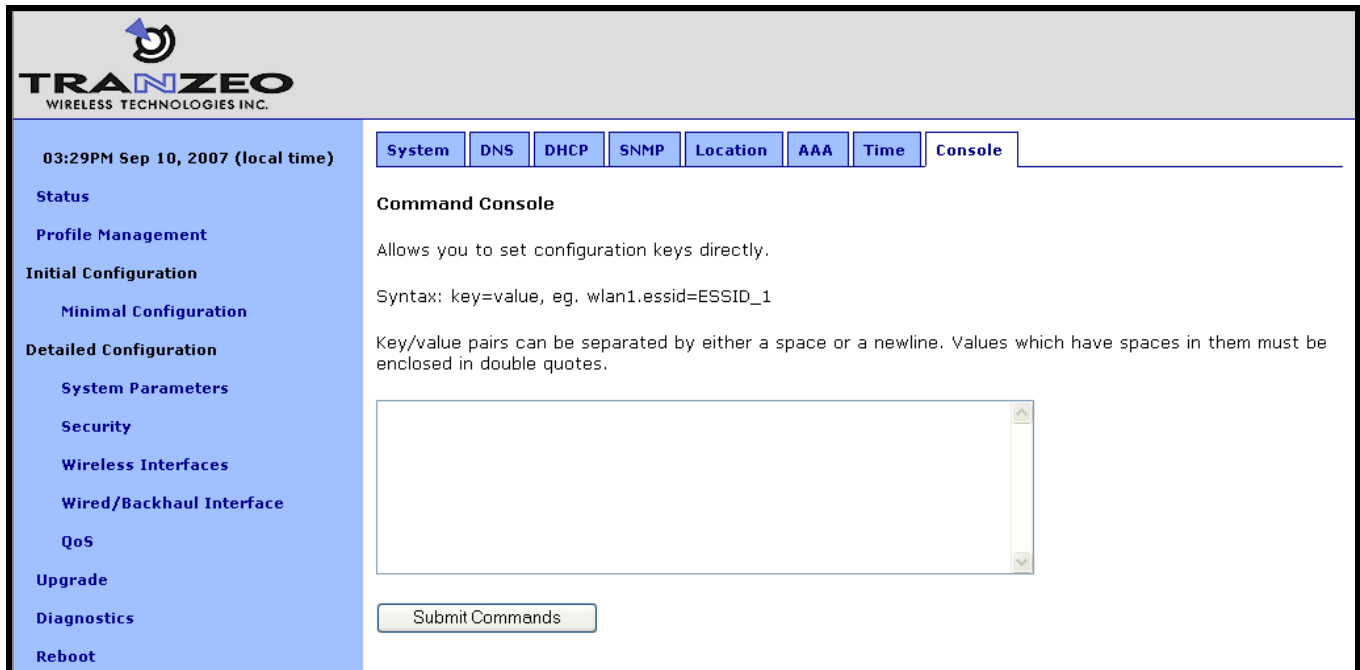 TRANZEO
WIRELESS TECHNOLOGIES INC.
03:29PM Sep 10, 2007 (local time)
Status
Profile Management
Initial Configuration
Minimal Configuration
Detailed Configuration
System Parameters
Security
Wireless Interfaces
Wired/Backhaul Interface
QoS
Upgrade
Diagnostics
Reboot
System DNS DHCP SNMP Location AAA Time Console
Command Console
Allows you to set configuration keys directly.
Syntax: key=value, eg. wlan1.essid=ESSID_1
Key/value pairs can be separated by either a space or a newline. Values which have spaces in them must be
enclosed in double quotes.
Submit Commands